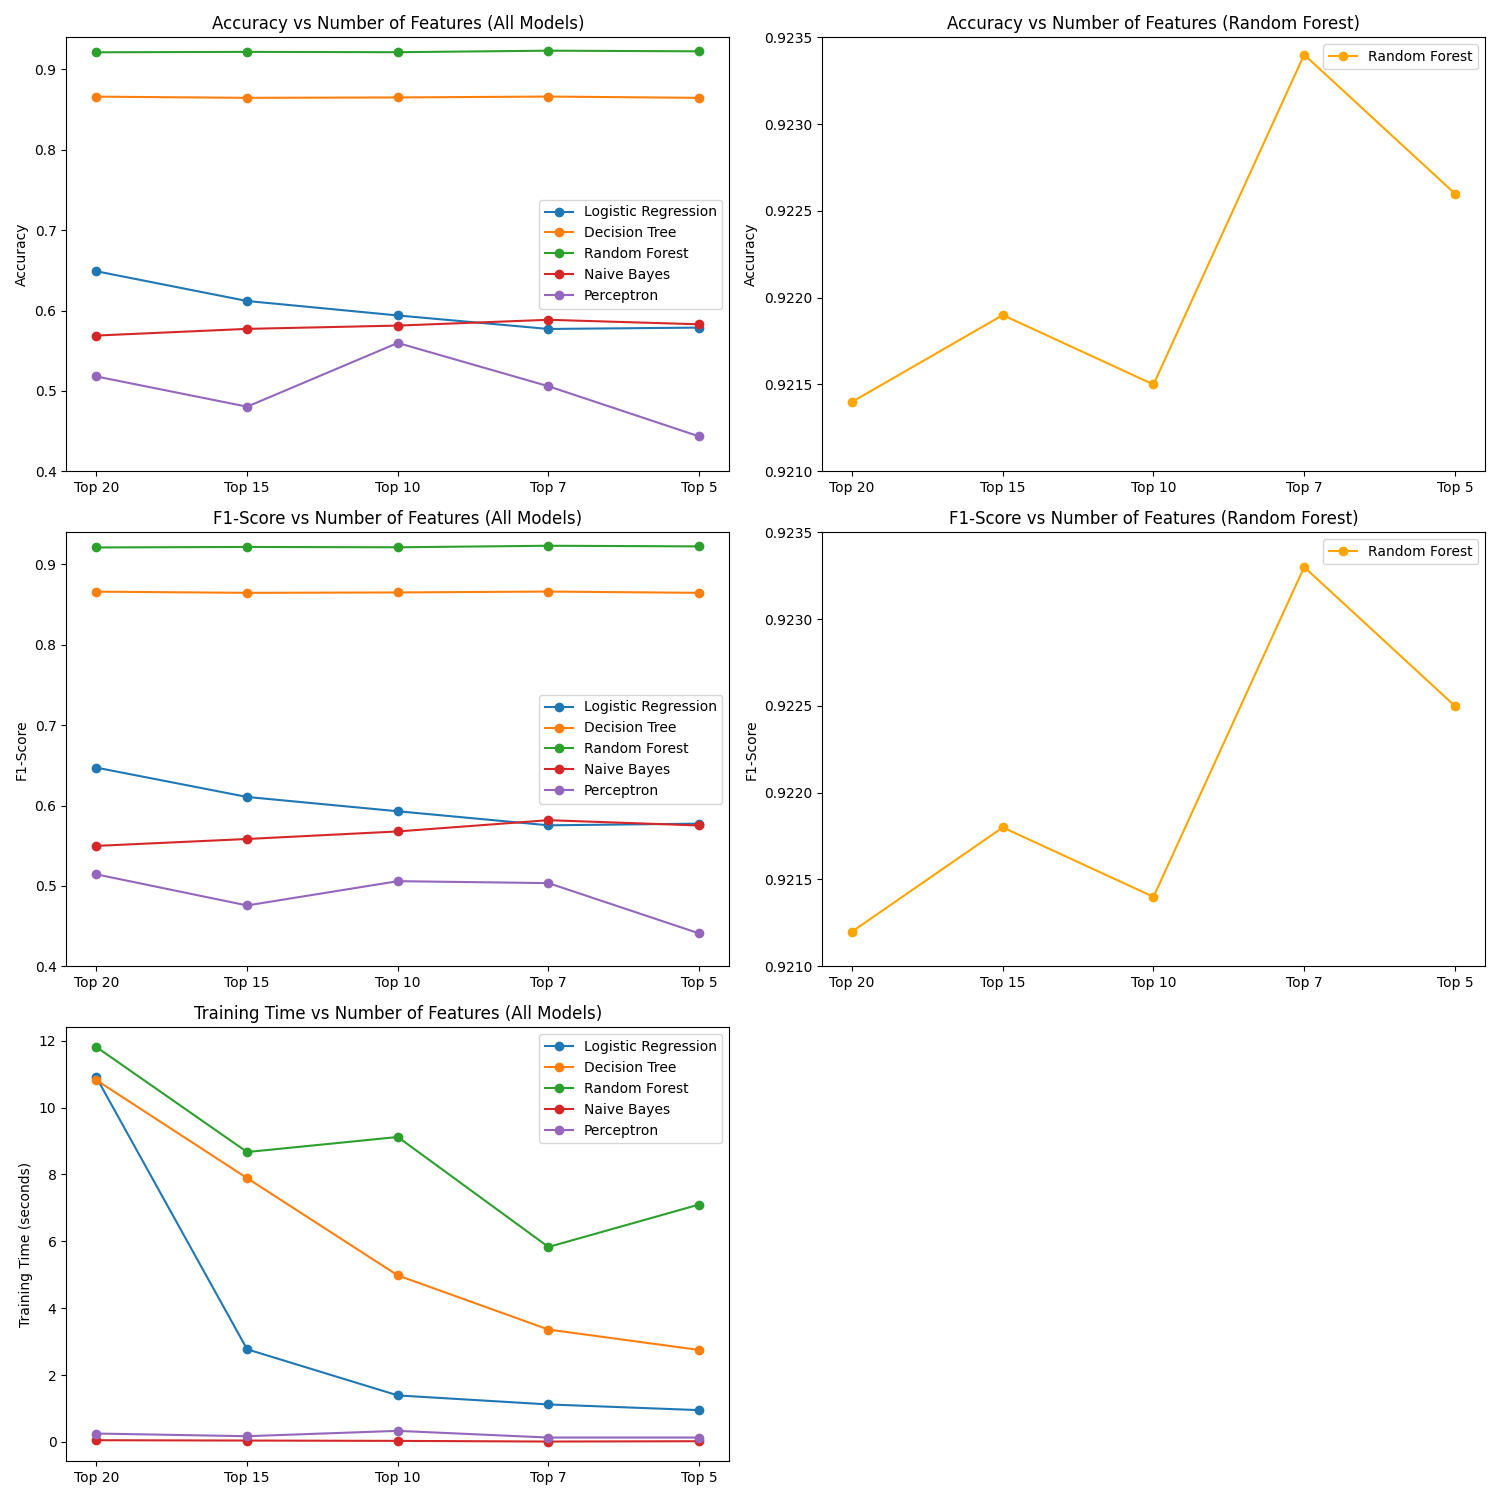 Accuracy vs Number of Features (All Models)
0.9
0.8
0.7
0.6
0.5
0.4
Accuracy
Logistic Regression
Decision Tree
Random Forest
Naive Bayes
Perceptron
Top 20 Top 15 Top 10 Top 7 Top 5
Accuracy vs Number of Features (Random Forest)
0.9235
0.9230
0.9225
0.9220
0.9215
0.9210
Accuracy
Random Forest
Top 20 Top 15 Top 10 Top 7 Top 5
F1-Score vs Number of Features (All Models)
0.9
0.8
0.7
0.6
0.5
0.4
F1-Score
Logistic Regression
Decision Tree
Random Forest
Naive Bayes
Perceptron
Top 20 Top 15 Top 10 Top 7 Top 5
F1-Score vs Number of Features (Random Forest)
0.9235
0.9230
0.9225
0.9220
0.9215
0.9210
F1-Score
Random Forest
Top 20 Top 15 Top 10 Top 7 Top 5
Training Time vs Number of Features (All Models)
12
10
8
6
4
2
0
Training Time (seconds)
Logistic Regression
Decision Tree
Random Forest
Naive Bayes
Perceptron
Top 20 Top 15 Top 10 Top 7 Top 5